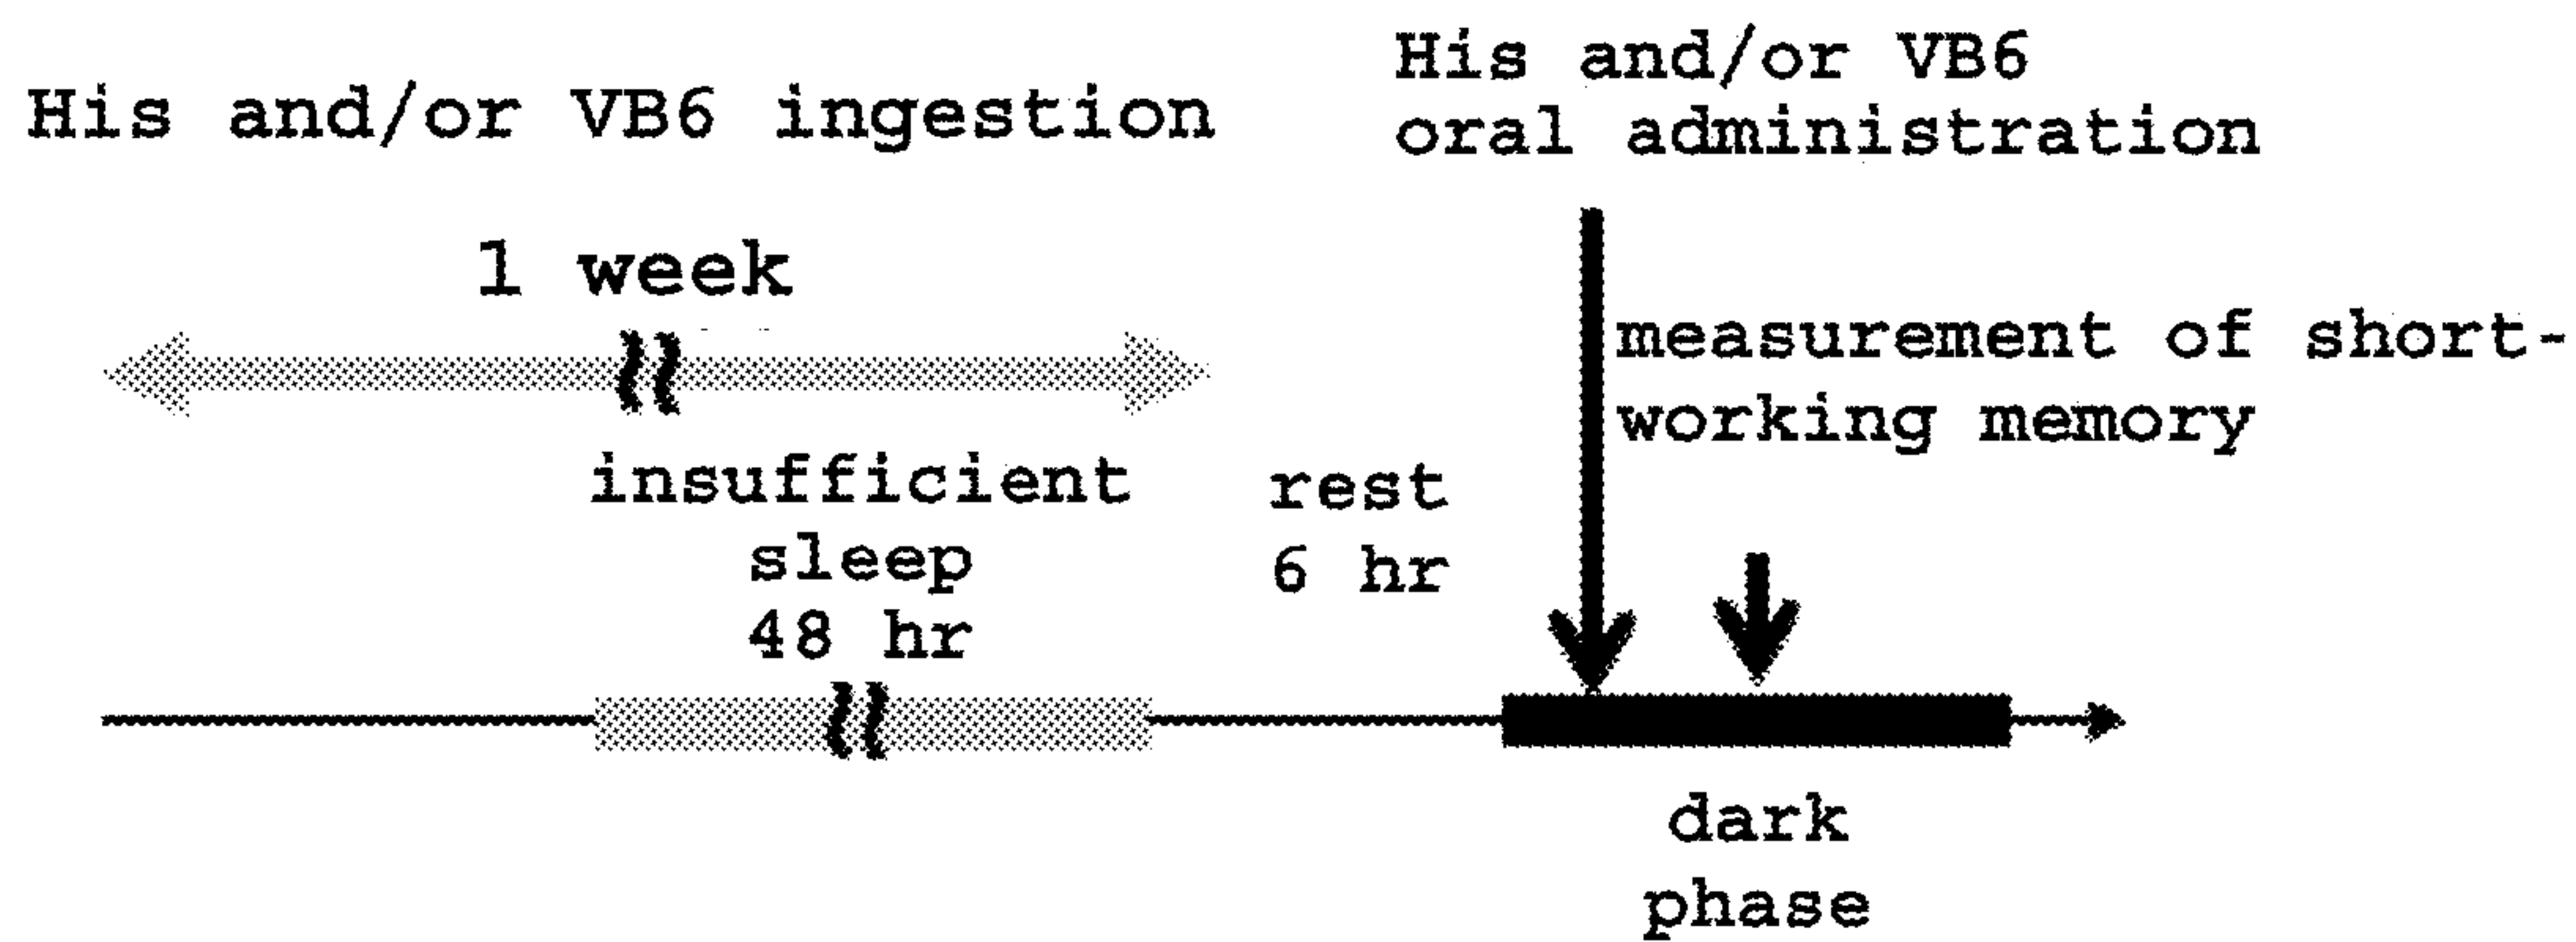 His and/or VB6 ingestion
His and/or VB6
oral administration
1 week
measurement of short-
working memory
insufficient
sleep
48 hr
rest
6 hr
dark
phase